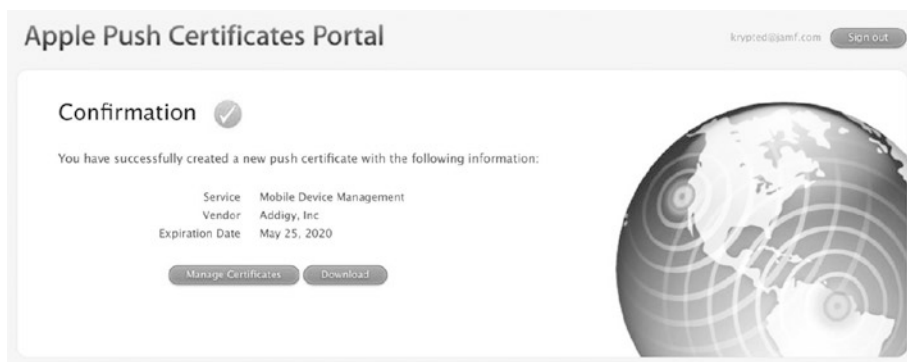 Apple Push Certificates Portal
krypted@jamf.com Sign out
Confirmation
You have successfully created a new push certificate with the following information:
Service Mobile Device Management
Vendor Addigy, Inc
Expiration Date May 25, 2020
Manage Certificates Download